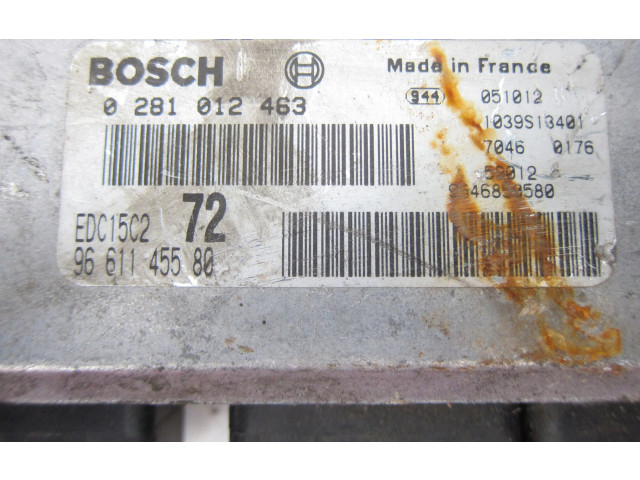 BOSCH
Made in France
0 281 012 463
944 051012
1039S13401
7046 0176
EDC15C2 72
96 611 455 80